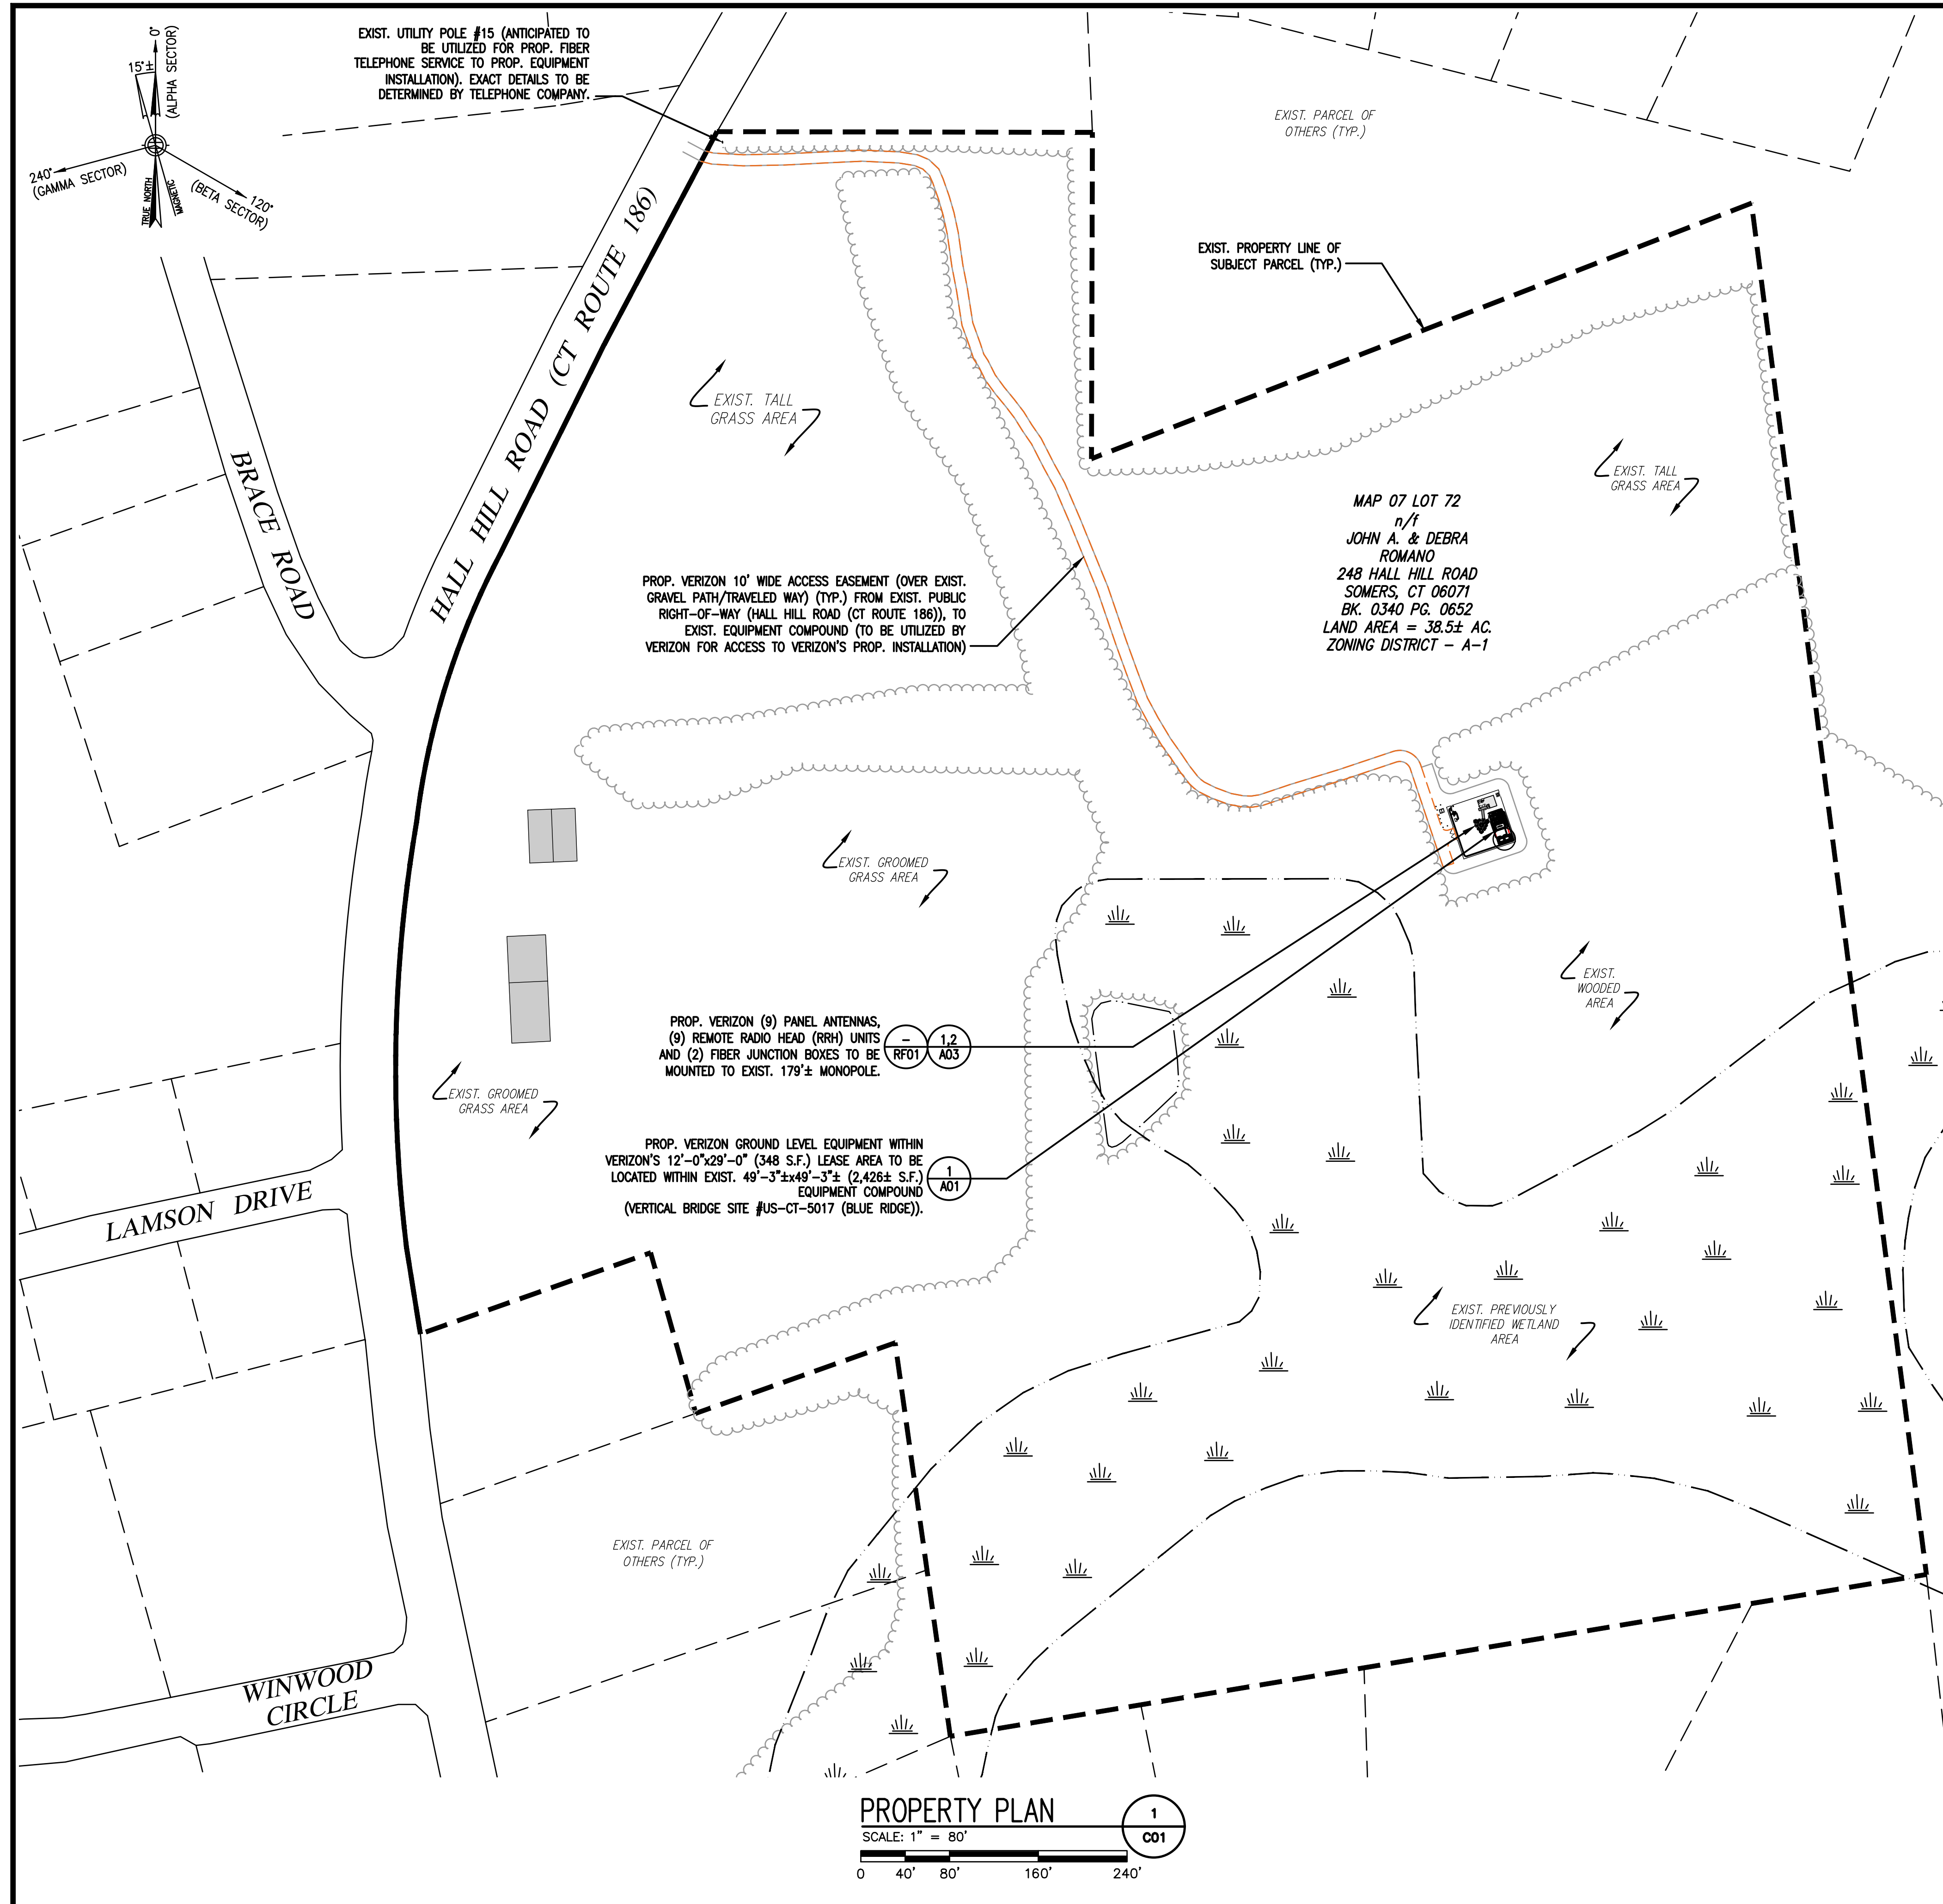 EXIST. UTILITY POLE #15 (ANTICIPATED TO
BE UTILIZED FOR PROP. FIBER
TELEPHONE SERVICE TO PROP. EQUIPMENT
INSTALLATION). EXACT DETAILS TO BE
DETERMINED BY TELEPHONE COMPANY.
0°
(ALPHA SECTOR)
15°±
240°
(GAMMA SECTOR)
120°
(BETA SECTOR)
TRUE NORTH
MAGNETIC
EXIST. PARCEL OF
OTHERS (TYP.)
EXIST. PROPERTY LINE OF
SUBJECT PARCEL (TYP.)
HALL HILL ROAD (CT ROUTE 186)
BRACE ROAD
EXIST. TALL
GRASS AREA
EXIST. TALL
GRASS AREA
MAP 07 LOT 72
n/f
JOHN A. & DEBRA
ROMANO
248 HALL HILL ROAD
SOMERS, CT 06071
BK. 0340 PG. 0652
LAND AREA = 38.5± AC.
ZONING DISTRICT - A-1
PROP. VERIZON 10' WIDE ACCESS EASEMENT (OVER EXIST.
GRAVEL PATH/TRAVELED WAY) (TYP.) FROM EXIST. PUBLIC
RIGHT-OF-WAY (HALL HILL ROAD (CT ROUTE 186)), TO
EXIST. EQUIPMENT COMPOUND (TO BE UTILIZED BY
VERIZON FOR ACCESS TO VERIZON'S PROP. INSTALLATION)
EXIST. GROOMED
GRASS AREA
EXIST.
WOODED
AREA
PROP. VERIZON (9) PANEL ANTENNAS,
(9) REMOTE RADIO HEAD (RRH) UNITS
AND (2) FIBER JUNCTION BOXES TO BE
MOUNTED TO EXIST. 179'± MONOPOLE.
-
RF01
1,2
A03
EXIST. GROOMED
GRASS AREA
PROP. VERIZON GROUND LEVEL EQUIPMENT WITHIN
VERIZON'S 12'-0"x29'-0" (348 S.F.) LEASE AREA TO BE
LOCATED WITHIN EXIST. 49'-3"±x49'-3"± (2,426± S.F.)
EQUIPMENT COMPOUND
(VERTICAL BRIDGE SITE #US-CT-5017 (BLUE RIDGE)).
1
A01
LAMSON DRIVE
EXIST. PREVIOUSLY
IDENTIFIED WETLAND
AREA
EXIST. PARCEL OF
OTHERS (TYP.)
WINWOOD
CIRCLE
PROPERTY PLAN
SCALE: 1" = 80'
1
C01
0 40' 80' 160' 240'